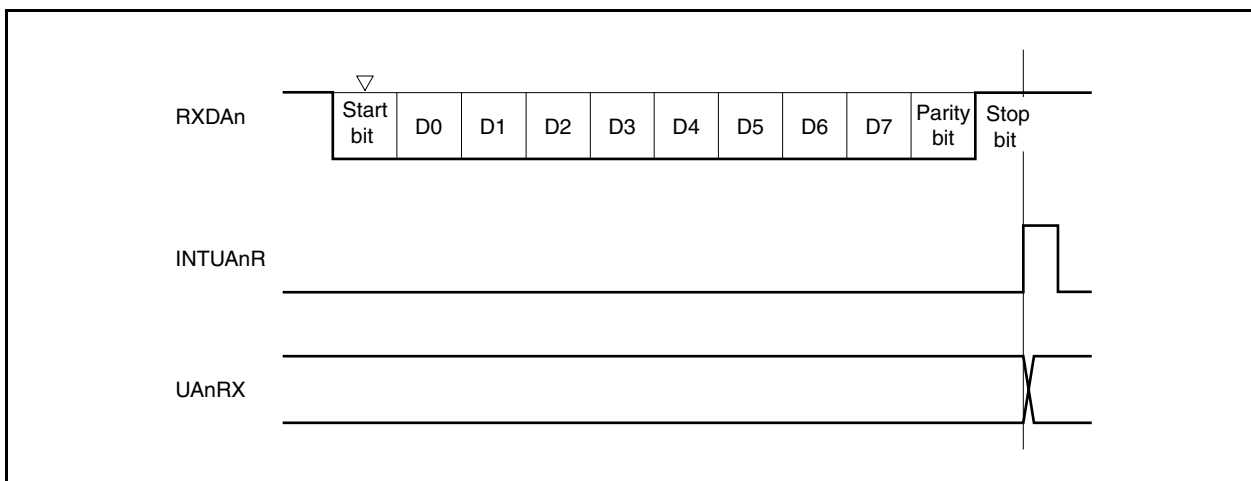 RXDAn
Start
bit
D0
D1
D2
D3
D4
D5
D6
D7
Parity
bit
Stop
bit
INTUAnR
UAnRX